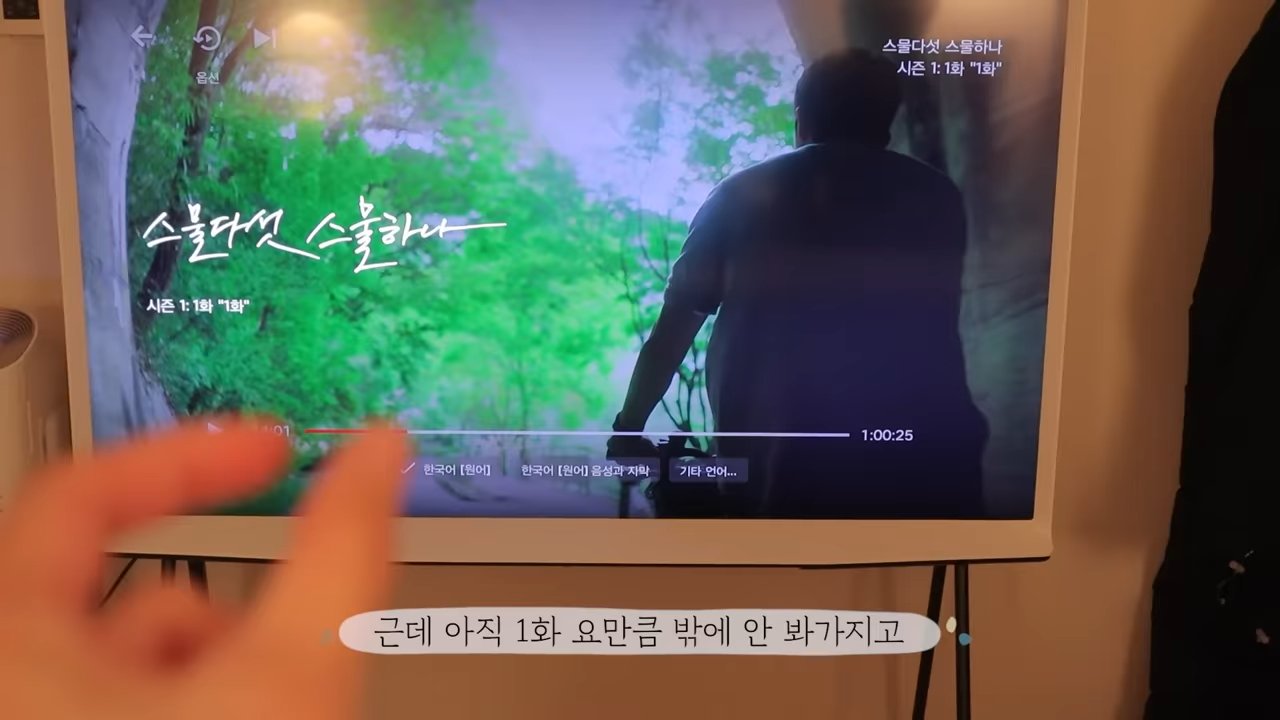 옵션
스물다섯 스물하나
시즌 1: 1화 "1화"
스물다섯 스물하나
시즌 1: 1화 "1화"
1:00:25
한국어 [원어]
한국어 [원어] 음성과 자막
기타 언어...
근데 아직 1화 요만큼 밖에 안 봐가지고